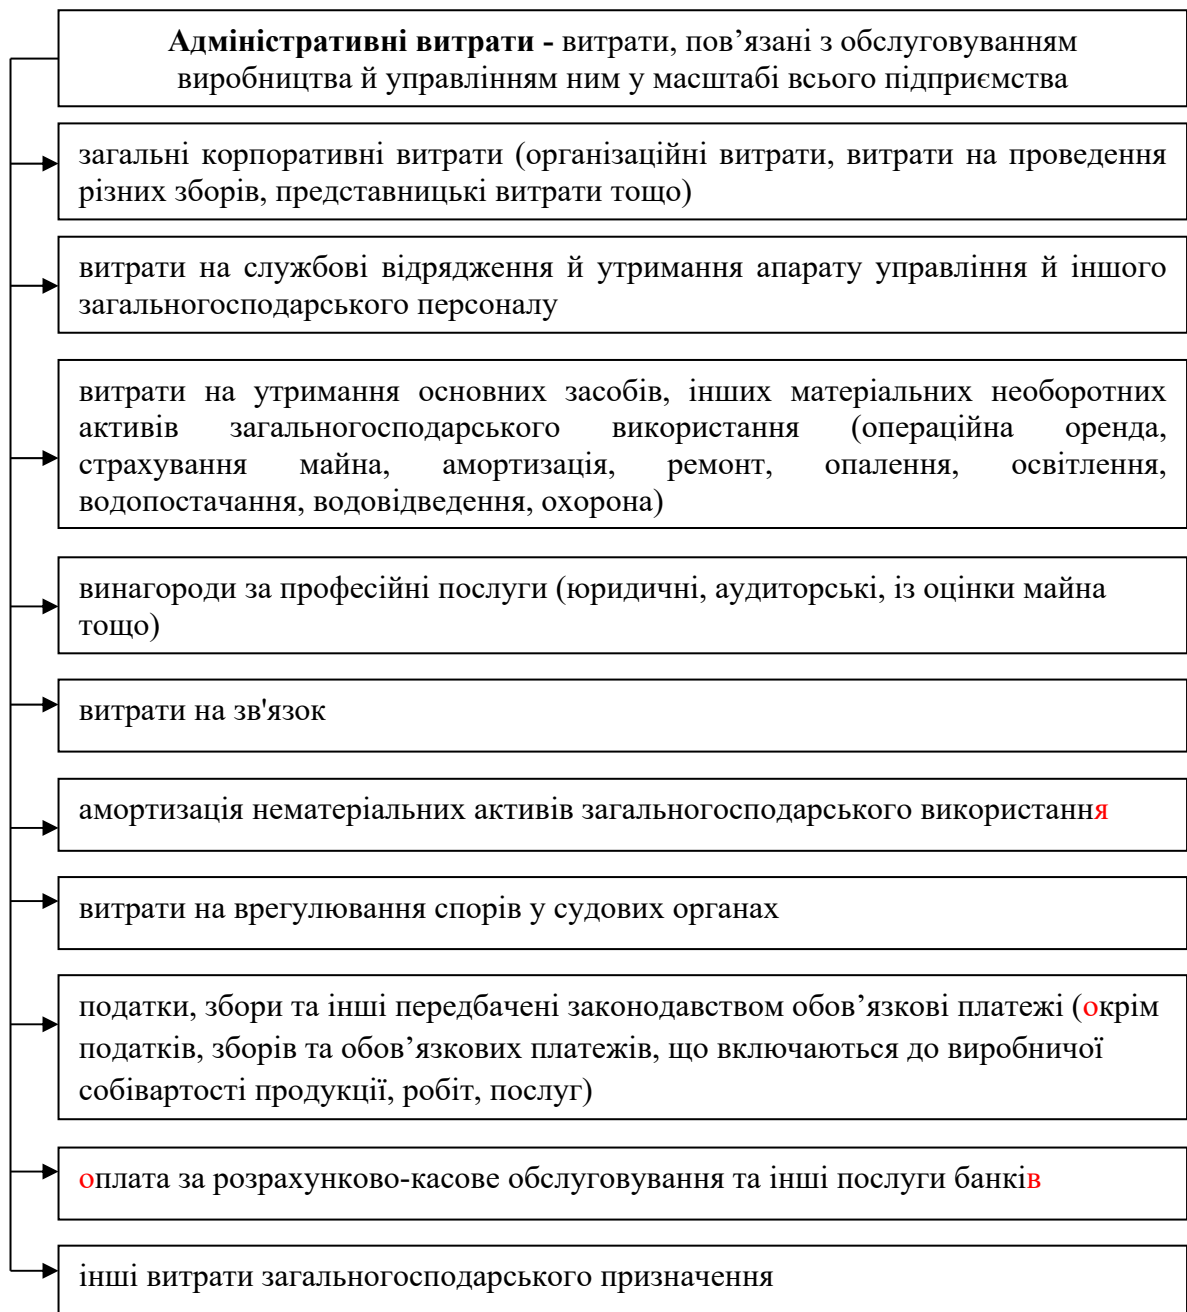 Адміністративні витрати - витрати, пов’язані з обслуговуванням
виробництва й управлінням ним у масштабі всього підприємства
загальні корпоративні витрати (організаційні витрати, витрати на проведення
різних зборів, представницькі витрати тощо)
витрати на службові відрядження й утримання апарату управління й іншого
загальногосподарського персоналу
витрати на утримання основних засобів, інших матеріальних необоротних
активів загальногосподарського використання (операційна оренда,
страхування майна, амортизація, ремонт, опалення, освітлення,
водопостачання, водовідведення, охорона)
винагороди за професійні послуги (юридичні, аудиторські, із оцінки майна
тощо)
витрати на зв'язок
амортизація нематеріальних активів загальногосподарського використання
витрати на врегулювання спорів у судових органах
податки, збори та інші передбачені законодавством обов’язкові платежі (окрім
податків, зборів та обов’язкових платежів, що включаються до виробничої
собівартості продукції, робіт, послуг)
оплата за розрахунково-касове обслуговування та інші послуги банків
інші витрати загальногосподарського призначення